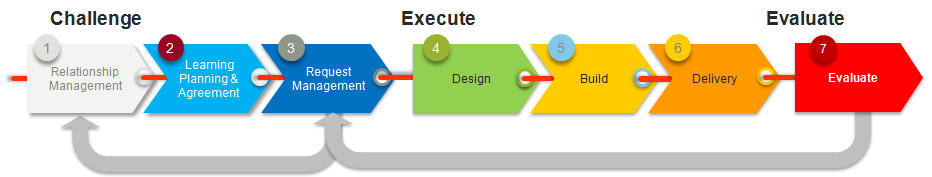 Challenge
Execute
Evaluate
1
Relationship
Management
2
Learning
Planning &
Agreement
3
Request
Management
4
Design
5
Build
6
Delivery
7
Evaluate